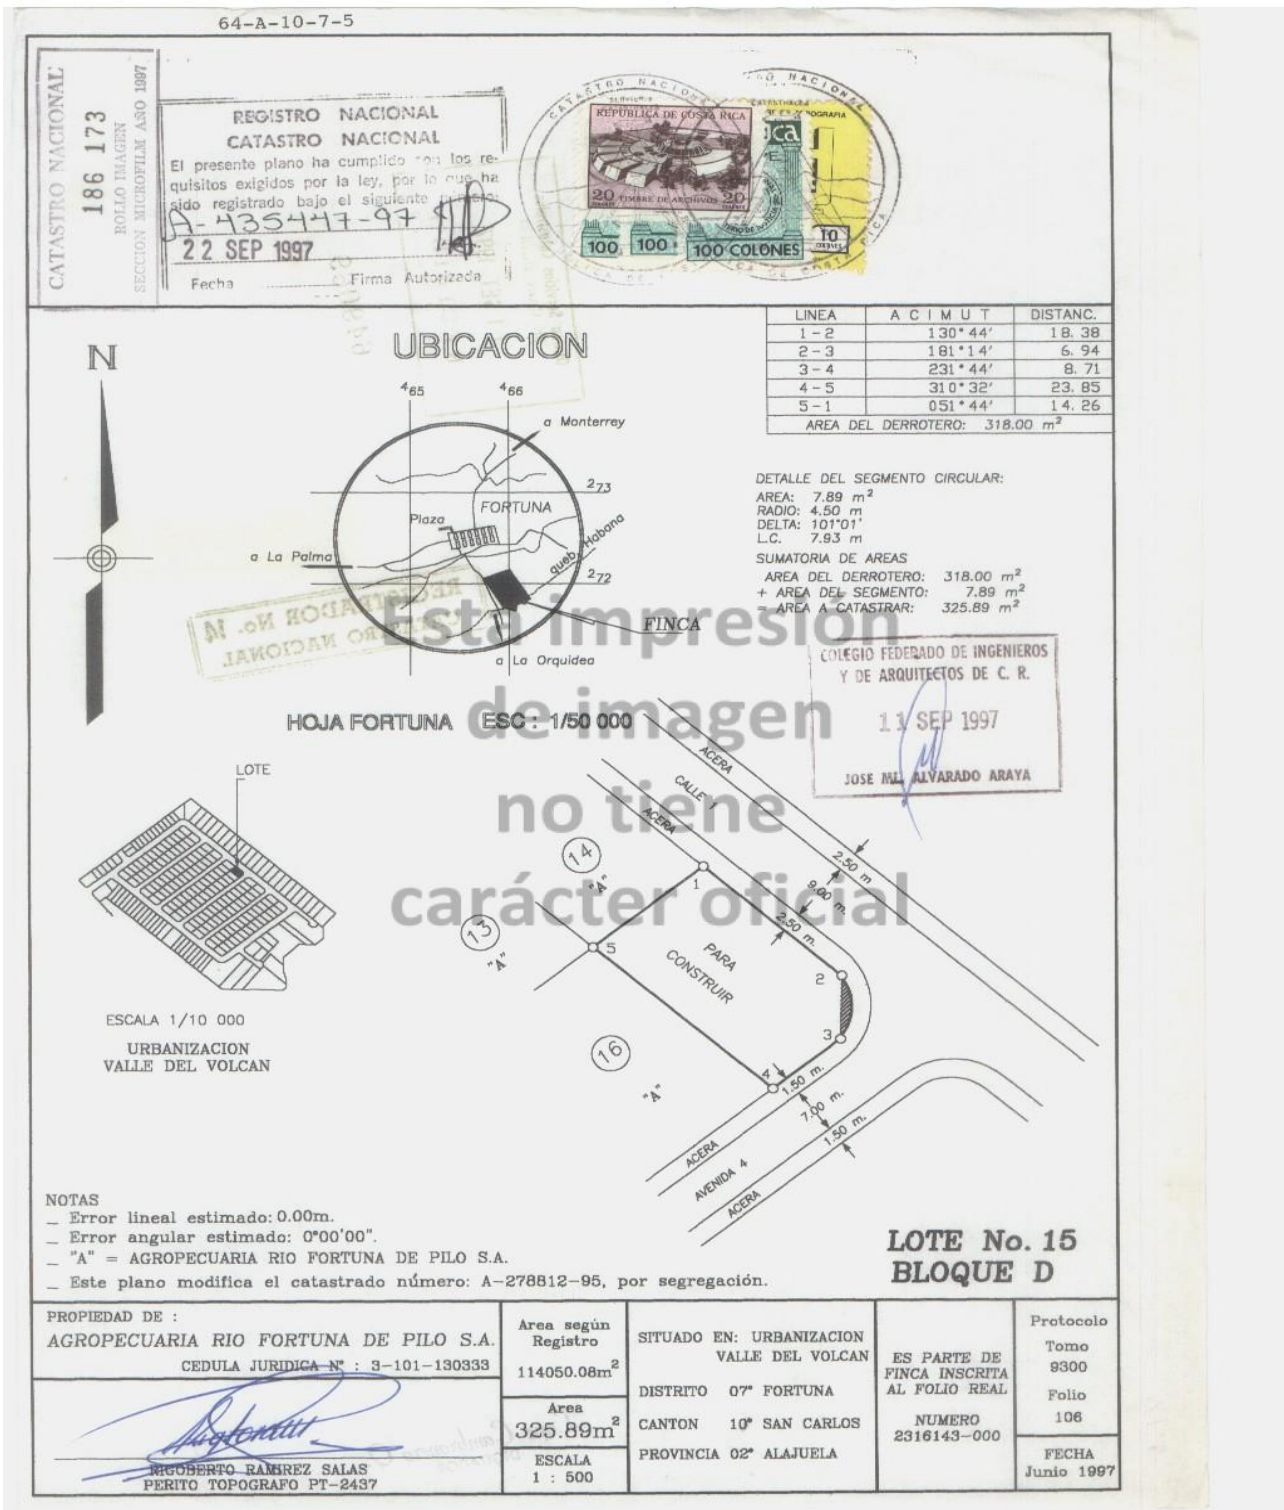 64-A-10-7-5
CATASTRO NACIONAL
186 173
ROLLO IMAGEN
SECCION MICROFILM AÑO 1997
REGISTRO NACIONAL
CATASTRO NACIONAL
El presente plano ha cumplido con los re-
quisitos exigidos por la ley, por lo que ha
sido registrado bajo el siguiente número:
A-435447-97
22 SEP 1997
Fecha Firma Autorizada
CATASTRO NACIONAL
REPUBLICA DE COSTA RICA
20 TIMBRE DE ARCHIVOS 20
100 100 100 COLONES
10
LINEA ACIMUT DISTANC.
1-2 130°44' 18.38
2-3 181°14' 6.94
3-4 231°44' 8.71
4-5 310°32' 23.85
5-1 051°44' 14.26
AREA DEL DERROTERO: 318.00 m²
N
UBICACION
465 466
a Monterrey
273
FORTUNA
Plaza
queb. Habana
a La Palma
272
FINCA
a La Orquidea
REGISTRADOR No. 14
CATASTRO NACIONAL
HOJA FORTUNA ESC: 1/50 000
DETALLE DEL SEGMENTO CIRCULAR:
AREA: 7.89 m²
RADIO: 4.50 m
DELTA: 101°01'
L.C. 7.93 m
SUMATORIA DE AREAS
AREA DEL DERROTERO: 318.00 m²
+ AREA DEL SEGMENTO: 7.89 m²
= AREA A CATASTRAR: 325.89 m²
Esta impresión
de imagen
no tiene
carácter oficial
COLEGIO FEDERADO DE INGENIEROS
Y DE ARQUITECTOS DE C. R.
11 SEP 1997
JOSE ML. ALVARADO ARAYA
LOTE
ESCALA 1/10 000
URBANIZACION
VALLE DEL VOLCAN
ACERA
CALLE 1
ACERA
2.50 m
9.00 m.
2.50 m.
14
"A"
1
13
"A"
5
PARA
CONSTRUIR
2
3
16
"A"
4
1.50 m.
7.00 m.
1.50 m.
ACERA
AVENIDA 4
ACERA
NOTAS
_ Error lineal estimado: 0.00m.
_ Error angular estimado: 0°00'00".
_ "A" = AGROPECUARIA RIO FORTUNA DE PILO S.A.
_ Este plano modifica el catastrado número: A-278812-95, por segregación.
LOTE No. 15
BLOQUE D
PROPIEDAD DE :
AGROPECUARIA RIO FORTUNA DE PILO S.A.
CEDULA JURIDICA N° : 3-101-130333
RIGOBERTO RAMIREZ SALAS
PERITO TOPOGRAFO PT-2437
Area según
Registro
114050.08m²
Area
325.89m²
ESCALA
1 : 500
SITUADO EN: URBANIZACION
VALLE DEL VOLCAN
DISTRITO 07° FORTUNA
CANTON 10° SAN CARLOS
PROVINCIA 02° ALAJUELA
ES PARTE DE
FINCA INSCRITA
AL FOLIO REAL
NUMERO
2316143-000
Protocolo
Tomo
9300
Folio
106
FECHA
Junio 1997